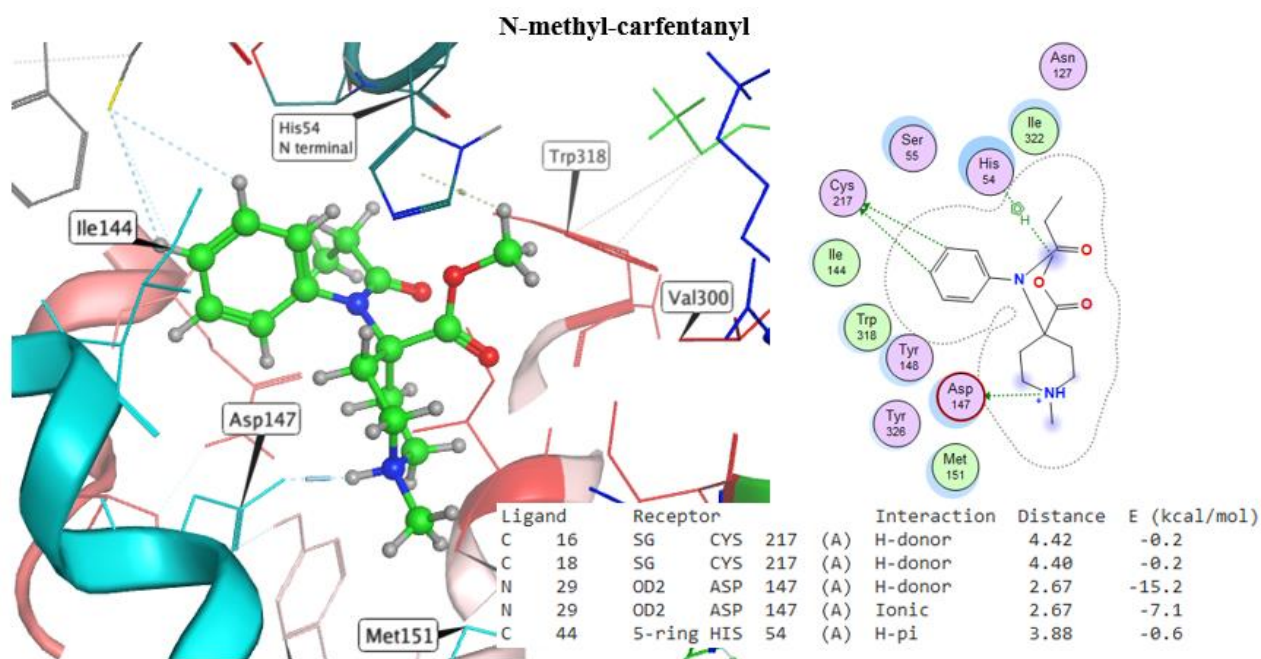 N-methyl-carfentanyl
His54
N terminal
Trp318
Ile144
Val300
Asp147
Met151
Asn
127
Ile
322
Ser
55
His
54
Cys
217
H
Ile
144
N
O
O
O
Trp
318
Tyr
148
Asp
147
NH
Tyr
326
Met
151
Ligand Receptor Interaction Distance E (kcal/mol)
C 16 SG CYS 217 (A) H-donor 4.42 -0.2
C 18 SG CYS 217 (A) H-donor 4.40 -0.2
N 29 OD2 ASP 147 (A) H-donor 2.67 -15.2
N 29 OD2 ASP 147 (A) Ionic 2.67 -7.1
C 44 5-ring HIS 54 (A) H-pi 3.88 -0.6